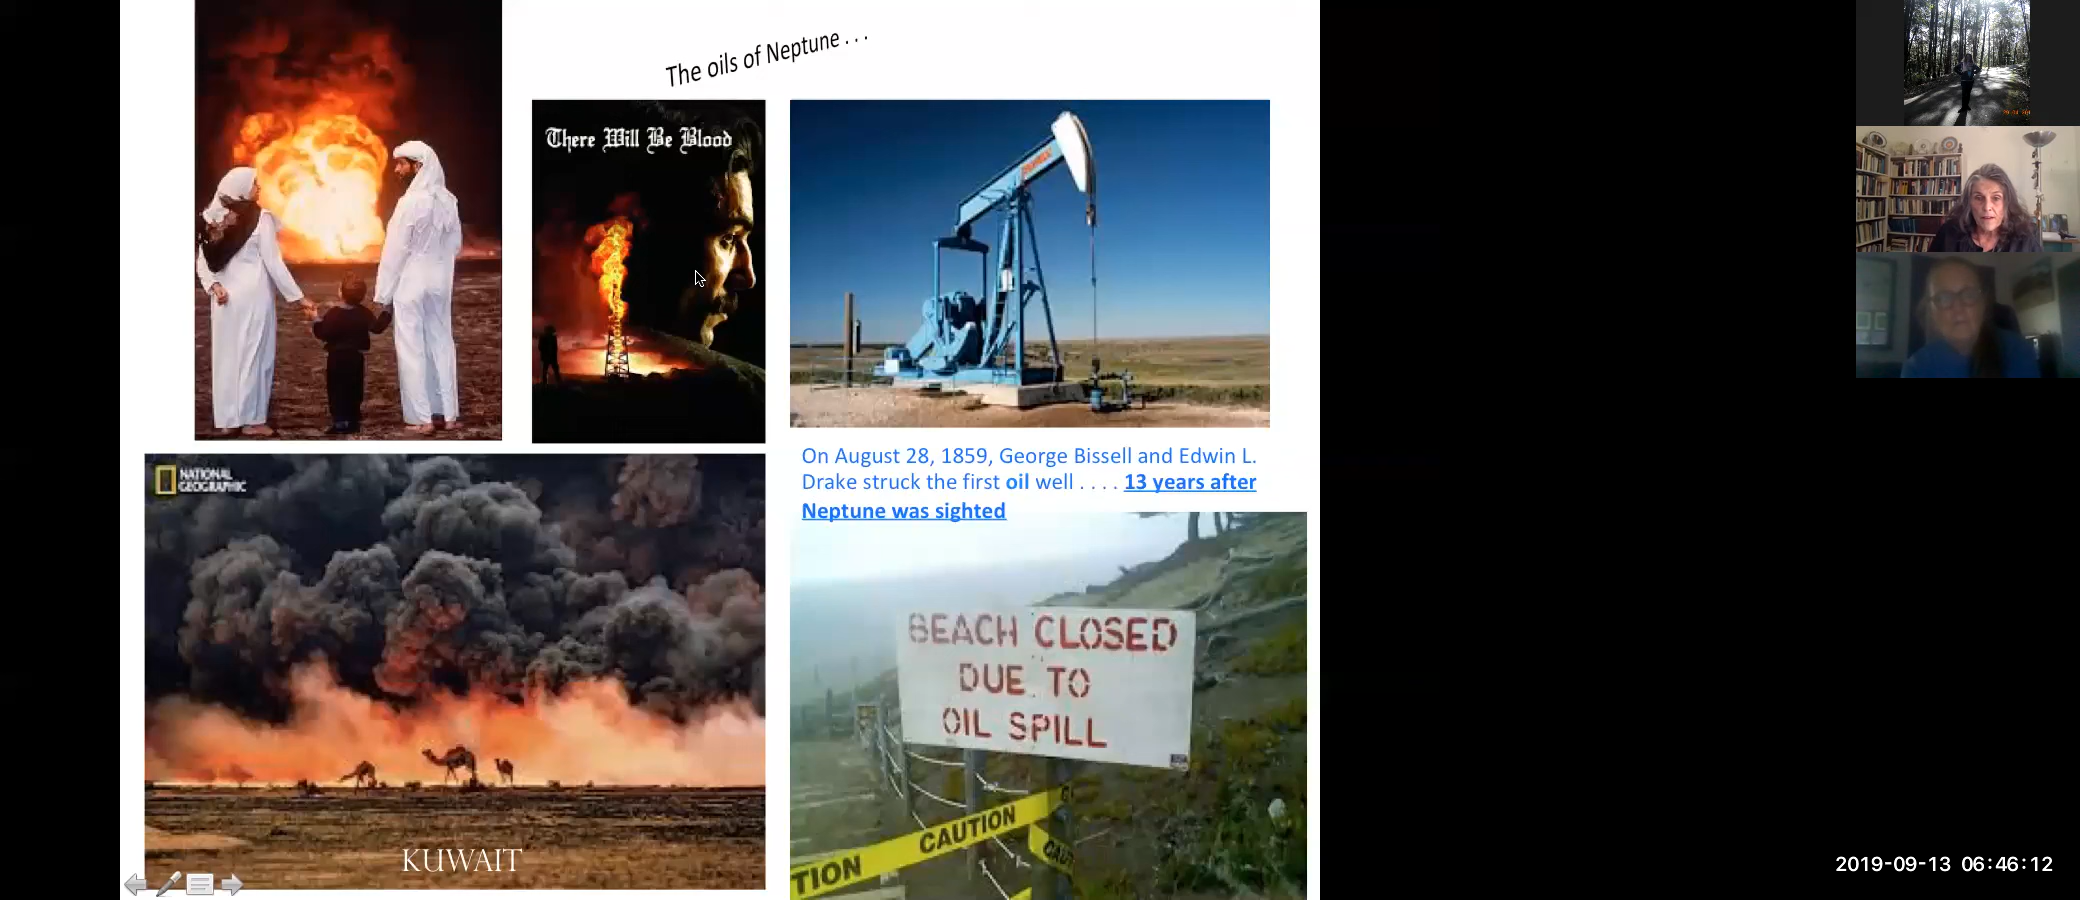 The oils of Neptune . . .
There Will Be Blood
On August 28, 1859, George Bissell and Edwin L.
Drake struck the first oil well . . . . 13 years after
Neptune was sighted
NATIONAL
GEOGRAPHIC
KUWAIT
BEACH CLOSED
DUE TO
OIL SPILL
CAUTION
TION
CAUT
2019-09-13 06:46:12